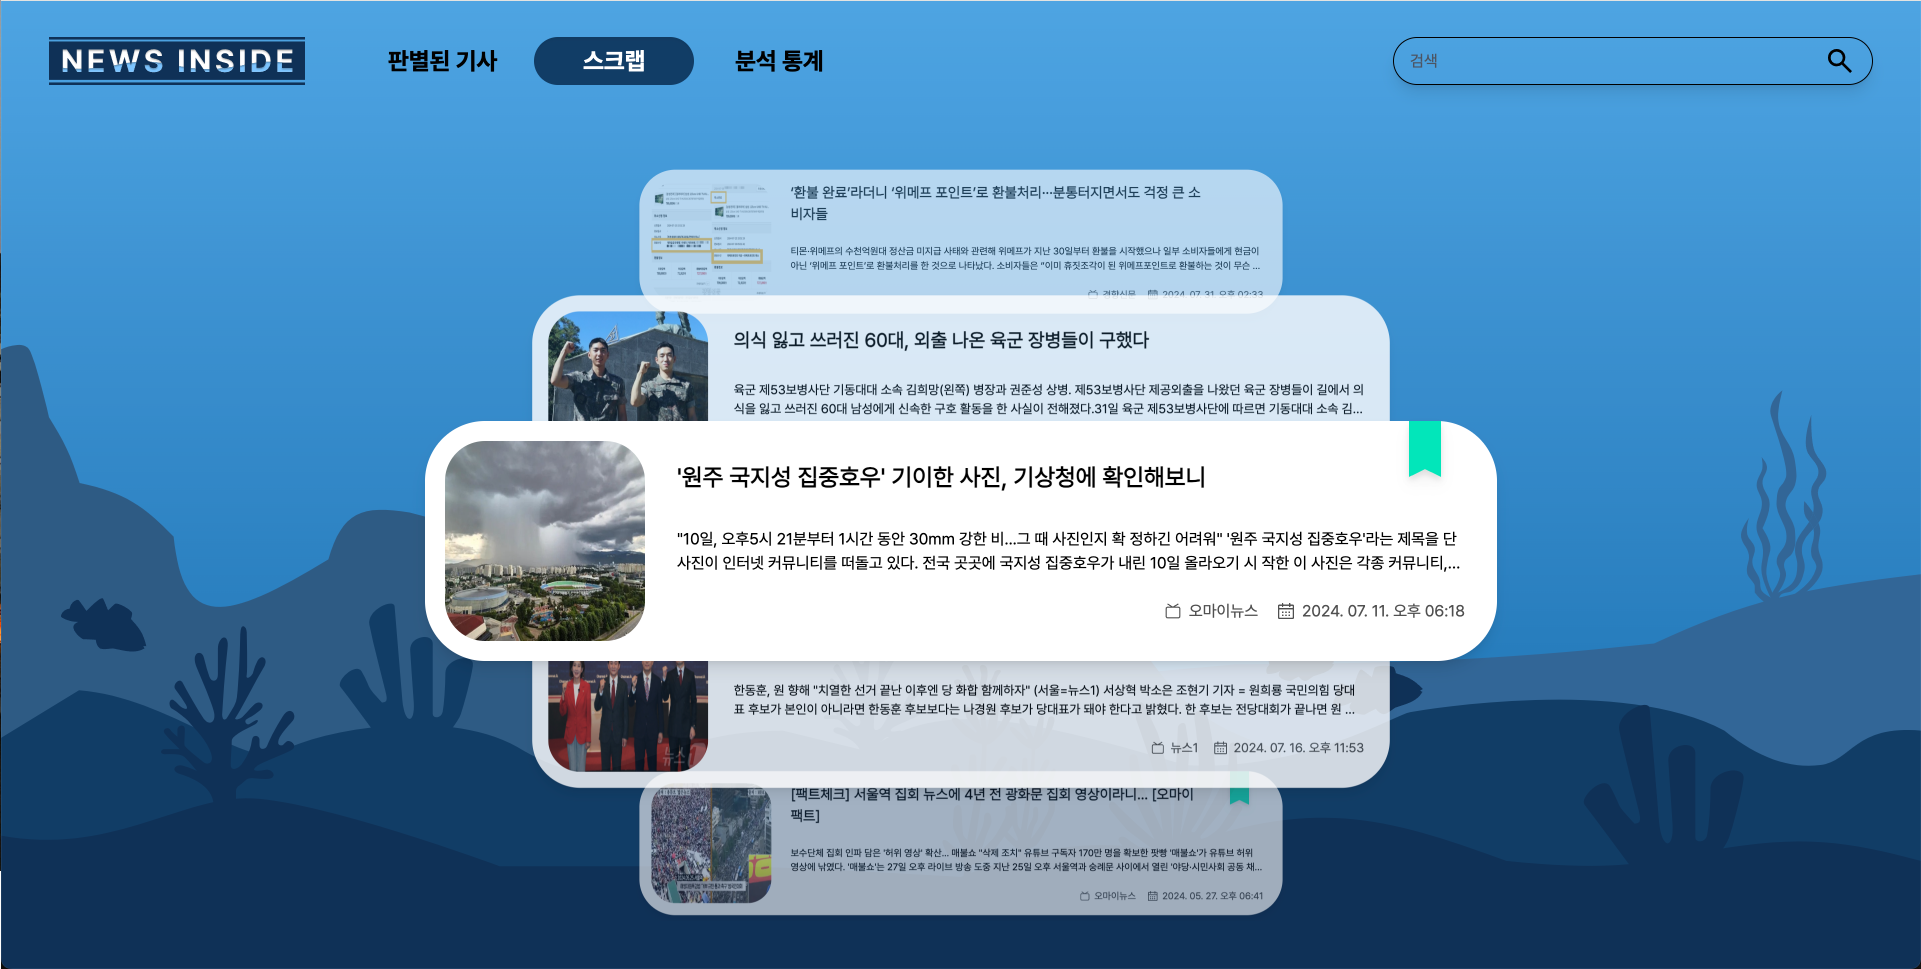 NEWS INSIDE
판별된 기사
스크랩
분석 통계
검색
‘환불 완료’라더니 ‘위메프 포인트’로 환불처리…분통터지면서도 걱정 큰 소
비자들
티몬·위메프의 수천억원대 정산금 미지급 사태와 관련해 위메프가 지난 30일부터 환불을 시작했으나 일부 소비자들에게 현금이
아닌 ‘위메프 포인트’로 환불처리를 한 것으로 나타났다. 소비자들은 “이미 휴짓조각이 된 위메프포인트로 환불하는 것이 무슨 ...
경향신문 2024. 07. 31. 오후 02:33
의식 잃고 쓰러진 60대, 외출 나온 육군 장병들이 구했다
육군 제53보병사단 기동대대 소속 김희망(왼쪽) 병장과 권준성 상병. 제53보병사단 제공외출을 나왔던 육군 장병들이 길에서 의
식을 잃고 쓰러진 60대 남성에게 신속한 구호 활동을 한 사실이 전해졌다.31일 육군 제53보병사단에 따르면 기동대대 소속 김...
'원주 국지성 집중호우' 기이한 사진, 기상청에 확인해보니
"10일, 오후5시 21분부터 1시간 동안 30mm 강한 비...그 때 사진인지 확 정하긴 어려워" '원주 국지성 집중호우'라는 제목을 단
사진이 인터넷 커뮤니티를 떠돌고 있다. 전국 곳곳에 국지성 집중호우가 내린 10일 올라오기 시 작한 이 사진은 각종 커뮤니티,...
오마이뉴스 2024. 07. 11. 오후 06:18
한동훈, 원 향해 "치열한 선거 끝난 이후엔 당 화합 함께하자" (서울=뉴스1) 서상혁 박소은 조현기 기자 = 원희룡 국민의힘 당대
표 후보가 본인이 아니라면 한동훈 후보보다는 나경원 후보가 당대표가 돼야 한다고 밝혔다. 한 후보는 전당대회가 끝나면 원 ...
뉴스1
뉴스1 2024. 07. 16. 오후 11:53
[팩트체크] 서울역 집회 뉴스에 4년 전 광화문 집회 영상이라니... [오마이
팩트]
보수단체 집회 인파 담은 '허위 영상' 확산... 매불쇼 "삭제 조치" 유튜브 구독자 170만 명을 확보한 팟빵 '매불쇼'가 유튜브 허위
영상에 낚였다. '매불쇼'는 27일 오후 라이브 방송 도중 지난 25일 오후 서울역과 숭례문 사이에서 열린 '야당·시민사회 공동 채...
오마이뉴스 2024. 05. 27. 오후 06:41